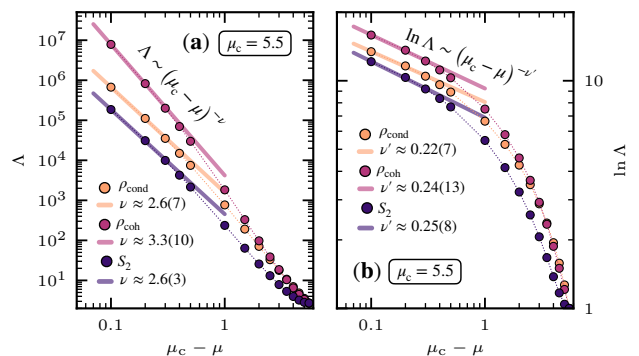 10⁷
10⁶
10⁵
10⁴
10³
10²
10¹
Λ
(a) μc = 5.5
Λ ~ (μc − μ)^−ν
ρcond
ν ≈ 2.6(7)
ρcoh
ν ≈ 3.3(10)
S₂
ν ≈ 2.6(3)
0.1 1
μc − μ
ln Λ ~ (μc − μ)^−ν′
ρcond
ν′ ≈ 0.22(7)
ρcoh
ν′ ≈ 0.24(13)
S₂
ν′ ≈ 0.25(8)
(b) μc = 5.5
10
1
ln Λ
0.1 1
μc − μ